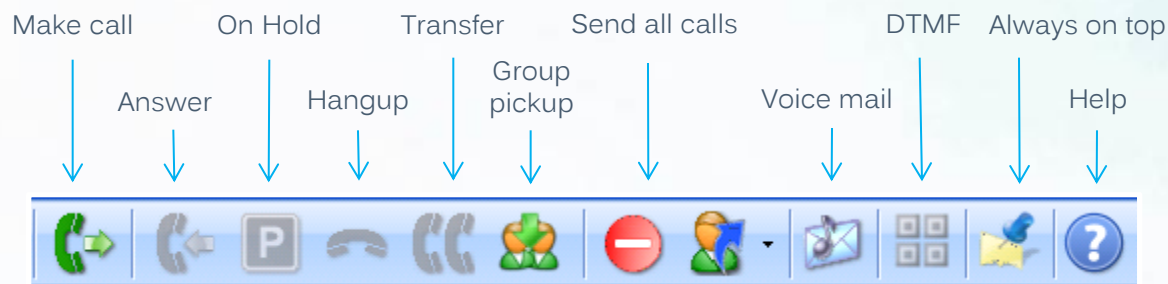 Make call
On Hold
Transfer
Send all calls
DTMF
Always on top
Answer
Hangup
Group
pickup
Voice mail
Help
P
?